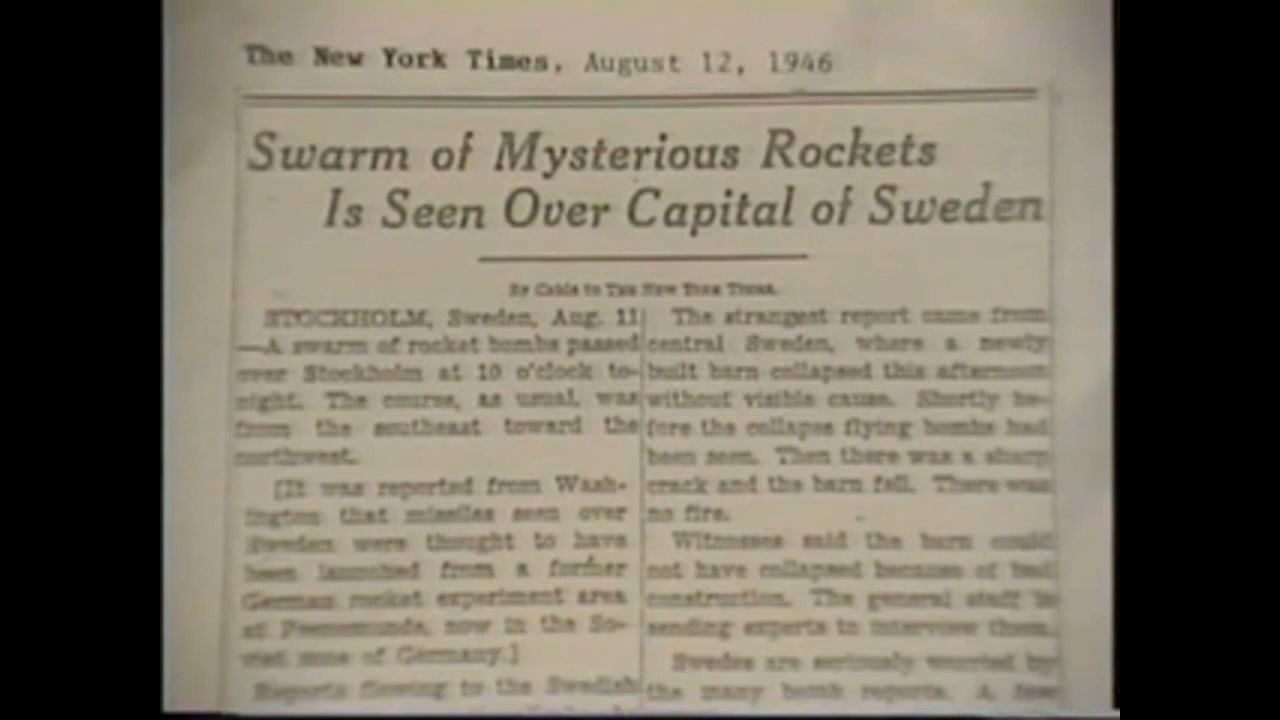 The New York Times, August 12, 1946
Swarm of Mysterious Rockets
Is Seen Over Capital of Sweden
By Cable to THE NEW YORK TIMES.
STOCKHOLM, Sweden, Aug. 11
—A swarm of rocket bombs passed
over Stockholm at 10 o'clock to-
night. The course, as usual, was
from the southeast toward the
northwest.
[It was reported from Wash-
ington that missiles seen over
Sweden were thought to have
been launched from a former
German rocket experiment area
at Peenemunde, now in the So-
viet zone of Germany.]
Reports flowing to the Swedish
The strangest report came from
central Sweden, where a newly
built barn collapsed this afternoon
without visible cause. Shortly be-
fore the collapse flying bombs had
been seen. Then there was a sharp
crack and the barn fell. There was
no fire.
Witnesses said the barn could
not have collapsed because of bad
construction. The general staff is
sending experts to interview them.
Swedes are seriously worried by
the many bomb reports. A few